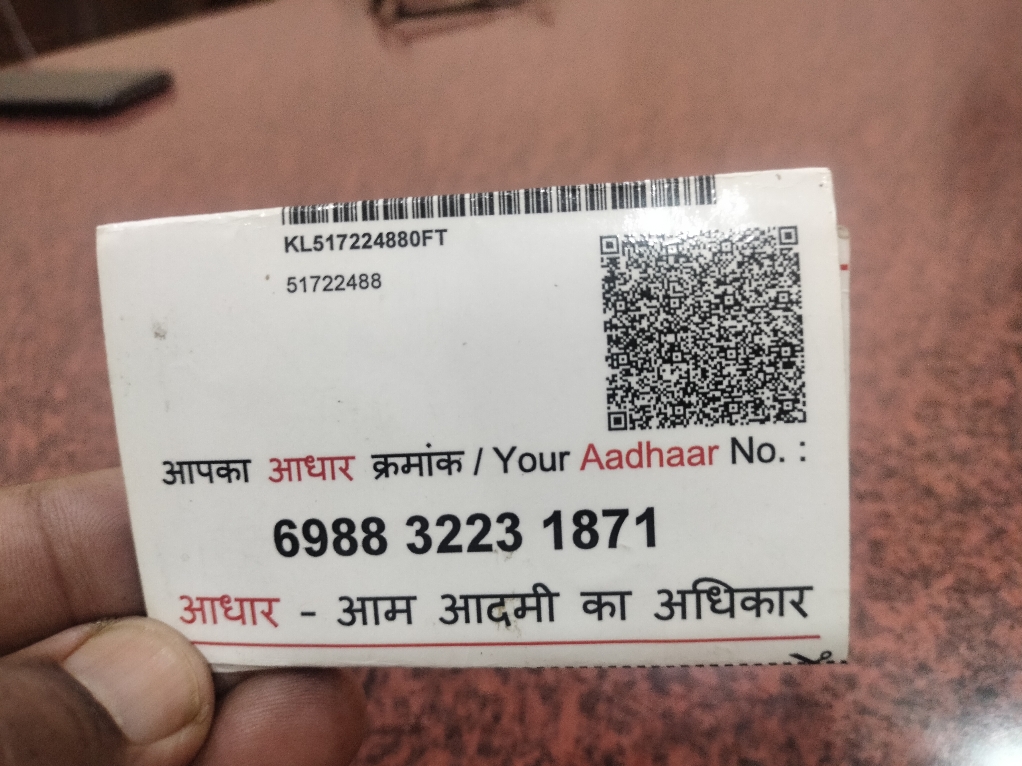 KL517224880FT
51722488
आपका आधार क्रमांक / Your Aadhaar No. :
6988 3223 1871
आधार - आम आदमी का अधिकार